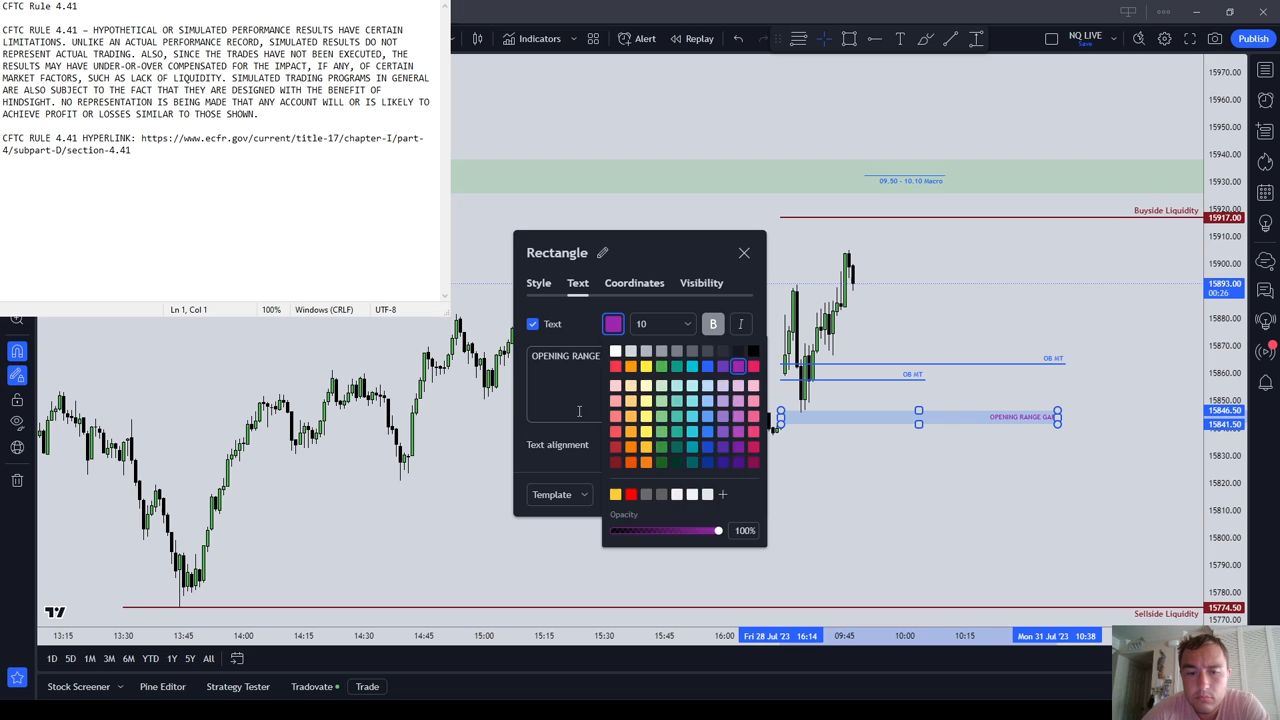 CFTC Rule 4.41
CFTC RULE 4.41 – HYPOTHETICAL OR SIMULATED PERFORMANCE RESULTS HAVE CERTAIN
LIMITATIONS. UNLIKE AN ACTUAL PERFORMANCE RECORD, SIMULATED RESULTS DO NOT
REPRESENT ACTUAL TRADING. ALSO, SINCE THE TRADES HAVE NOT BEEN EXECUTED, THE
RESULTS MAY HAVE UNDER-OR-OVER COMPENSATED FOR THE IMPACT, IF ANY, OF CERTAIN
MARKET FACTORS, SUCH AS LACK OF LIQUIDITY. SIMULATED TRADING PROGRAMS IN GENERAL
ARE ALSO SUBJECT TO THE FACT THAT THEY ARE DESIGNED WITH THE BENEFIT OF
HINDSIGHT. NO REPRESENTATION IS BEING MADE THAT ANY ACCOUNT WILL OR IS LIKELY TO
ACHIEVE PROFIT OR LOSSES SIMILAR TO THOSE SHOWN.
CFTC RULE 4.41 HYPERLINK: https://www.ecfr.gov/current/title-17/chapter-I/part-
4/subpart-D/section-4.41
Ln 1, Col 1 100% Windows (CRLF) UTF-8
Indicators Alert Replay NQ LIVE Save Publish
15970.00
15960.00
15950.00
15940.00
15930.00
15920.00
15917.00
15910.00
15900.00
15893.00
00:26
15880.00
15870.00
15860.00
15850.00
15846.50
15841.50
15830.00
15820.00
15810.00
15800.00
15790.00
15780.00
15774.50
15770.00
09.50 - 10.10 Macro
Buyside Liquidity
OB MT
OB MT
OPENING RANGE GAP
Sellside Liquidity
Rectangle
Style Text Coordinates Visibility
Text 10 B I
OPENING RANGE
Text alignment
Template
Opacity
100%
13:15 13:30 13:45 14:00 14:15 14:30 14:45 15:00 15:15 15:30 15:45 16:00 Fri 28 Jul '23 16:14 09:45 10:00 10:15 Mon 31 Jul '23 10:38
1D 5D 1M 3M 6M YTD 1Y 5Y All
Stock Screener Pine Editor Strategy Tester Tradovate Trade